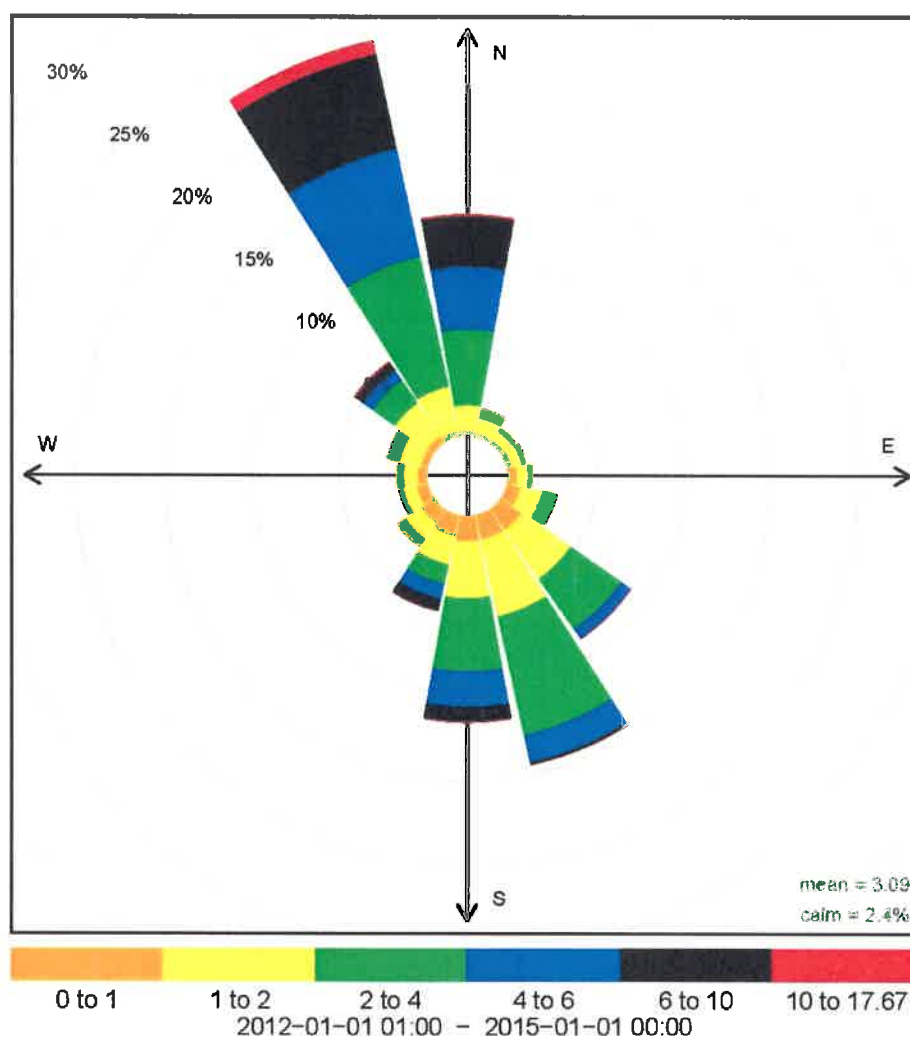 N
30%
25%
20%
15%
10%
W
E
S
mean = 3.09
calm = 2.4%
0 to 1 1 to 2 2 to 4 4 to 6 6 to 10 10 to 17.67
2012-01-01 01:00 - 2015-01-01 00:00